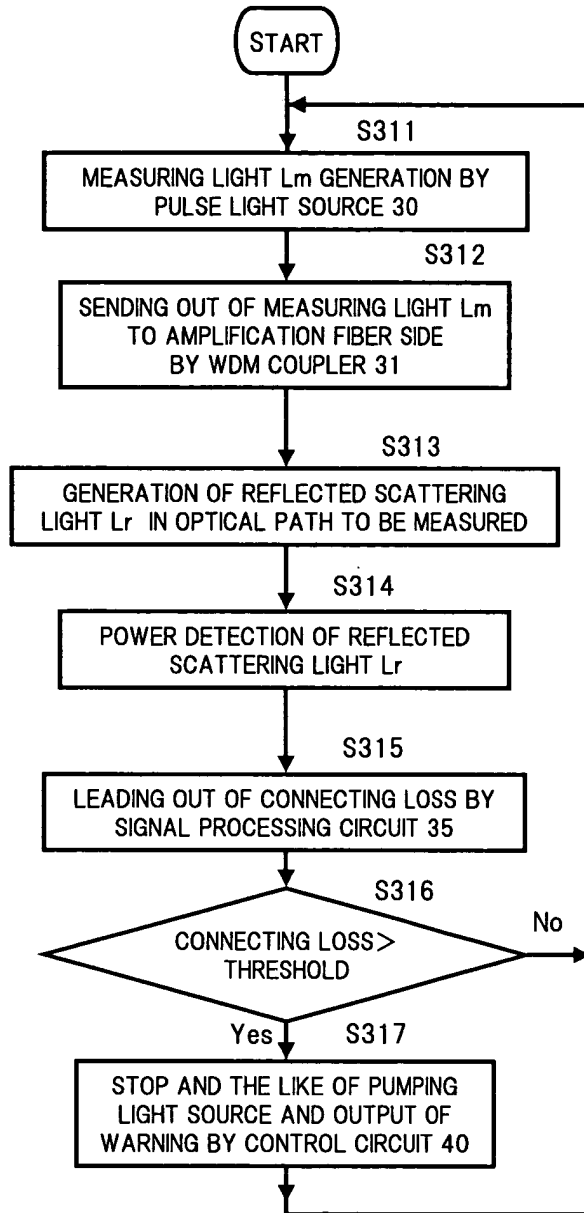 START
S311
MEASURING LIGHT Lm GENERATION BY
PULSE LIGHT SOURCE 30
S312
SENDING OUT OF MEASURING LIGHT Lm
TO AMPLIFICATION FIBER SIDE
BY WDM COUPLER 31
S313
GENERATION OF REFLECTED SCATTERING
LIGHT Lr IN OPTICAL PATH TO BE MEASURED
S314
POWER DETECTION OF REFLECTED
SCATTERING LIGHT Lr
S315
LEADING OUT OF CONNECTING LOSS BY
SIGNAL PROCESSING CIRCUIT 35
S316
CONNECTING LOSS>
THRESHOLD
No
Yes
S317
STOP AND THE LIKE OF PUMPING
LIGHT SOURCE AND OUTPUT OF
WARNING BY CONTROL CIRCUIT 40